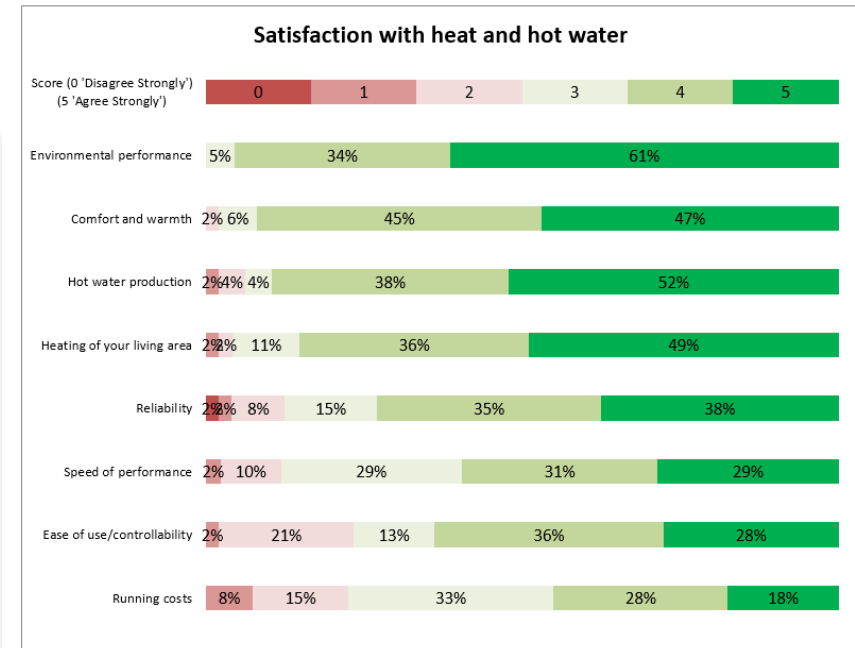 Satisfaction with heat and hot water
Score (0 'Disagree Strongly')
(5 'Agree Strongly')
0 1 2 3 4 5
Environmental performance 5% 34% 61%
Comfort and warmth 2% 6% 45% 47%
Hot water production 2% 4% 4% 38% 52%
Heating of your living area 2% 2% 11% 36% 49%
Reliability 2% 2% 8% 15% 35% 38%
Speed of performance 2% 10% 29% 31% 29%
Ease of use/controllability 2% 21% 13% 36% 28%
Running costs 8% 15% 33% 28% 18%